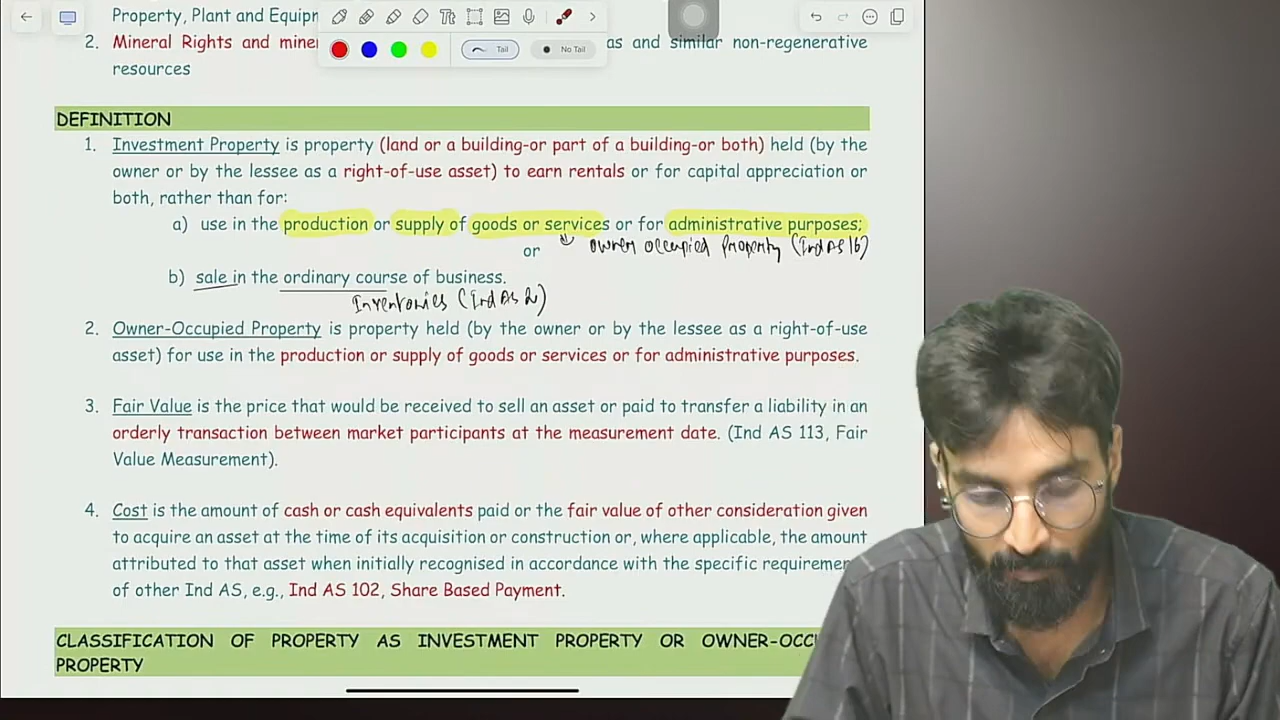 Property, Plant and Equipm
Tt
2. Mineral Rights and miner as and similar non-regenerative
resources
Tail
No Tail
DEFINITION
1. Investment Property is property (land or a building-or part of a building-or both) held (by the
owner or by the lessee as a right-of-use asset) to earn rentals or for capital appreciation or
both, rather than for:
a) use in the production or supply of goods or services or for administrative purposes;
or
owner occupied Property (Ind AS 16)
b) sale in the ordinary course of business.
Inventories (Ind AS 2)
2. Owner-Occupied Property is property held (by the owner or by the lessee as a right-of-use
asset) for use in the production or supply of goods or services or for administrative purposes.
3. Fair Value is the price that would be received to sell an asset or paid to transfer a liability in an
orderly transaction between market participants at the measurement date. (Ind AS 113, Fair
Value Measurement).
4. Cost is the amount of cash or cash equivalents paid or the fair value of other consideration given
to acquire an asset at the time of its acquisition or construction or, where applicable, the amount
attributed to that asset when initially recognised in accordance with the specific requiremen
of other Ind AS, e.g., Ind AS 102, Share Based Payment.
CLASSIFICATION OF PROPERTY AS INVESTMENT PROPERTY OR OWNER-OCCU
PROPERTY